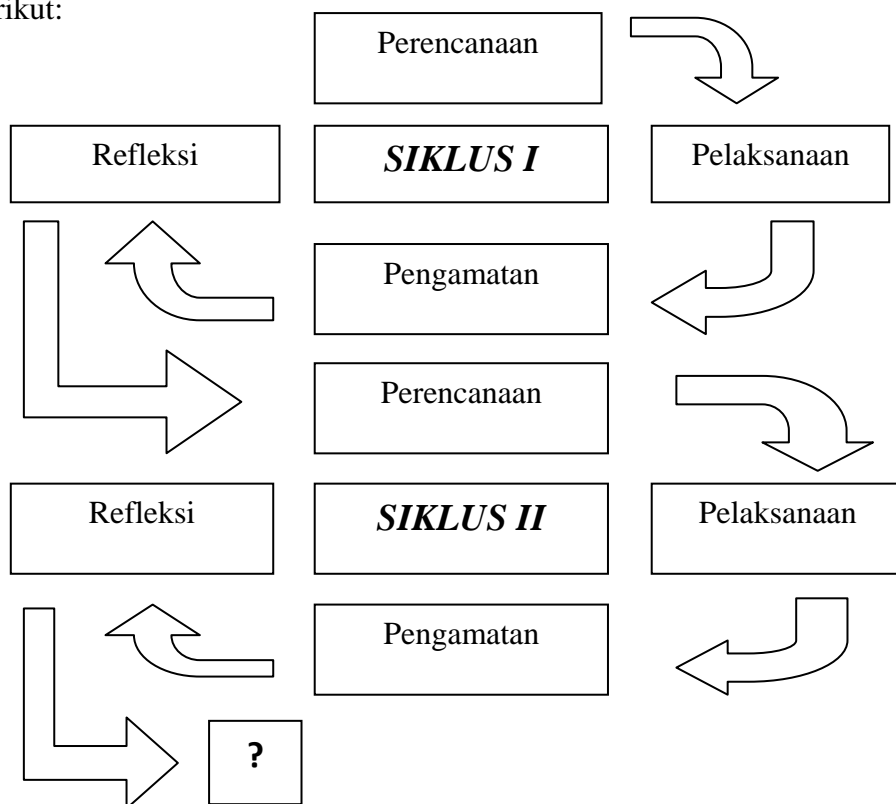 rikut:
Perencanaan
Refleksi
SIKLUS I
Pelaksanaan
Pengamatan
Perencanaan
Refleksi
SIKLUS II
Pelaksanaan
Pengamatan
?